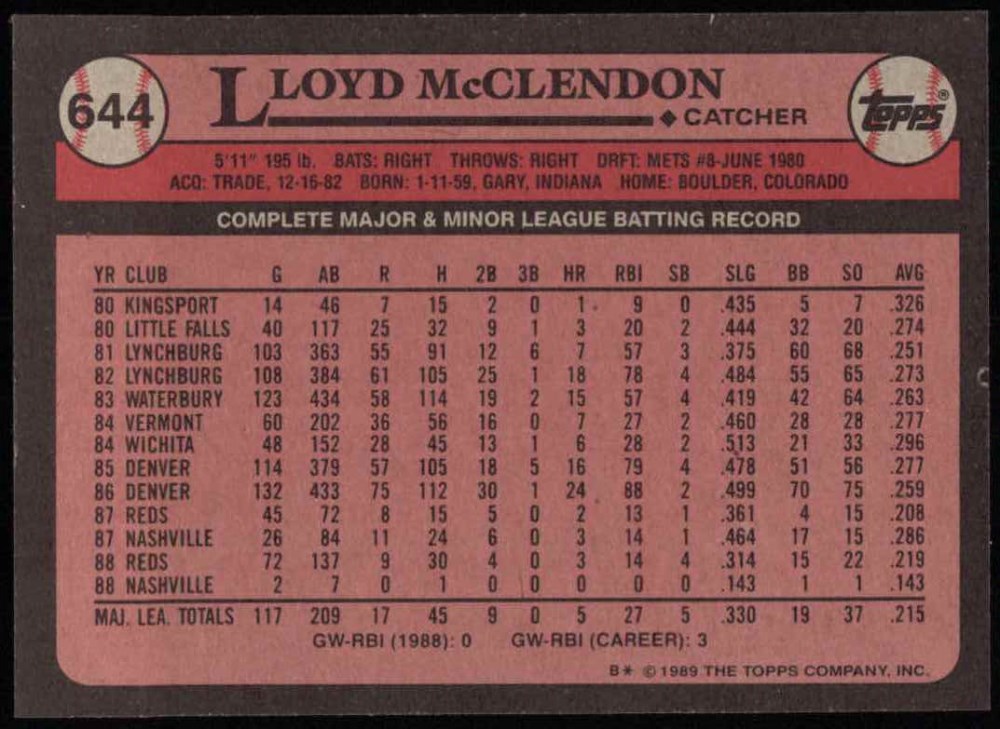 644
LLOYD McCLENDON
◆ CATCHER
Topps®
5'11" 195 lb. BATS: RIGHT THROWS: RIGHT DRFT: METS #8-JUNE 1980
ACQ: TRADE, 12-16-82 BORN: 1-11-59, GARY, INDIANA HOME: BOULDER, COLORADO
COMPLETE MAJOR & MINOR LEAGUE BATTING RECORD
YR CLUB G AB R H 2B 3B HR RBI SB SLG BB SO AVG
80 KINGSPORT 14 46 7 15 2 0 1 9 0 .435 5 7 .326
80 LITTLE FALLS 40 117 25 32 9 1 3 20 2 .444 32 20 .274
81 LYNCHBURG 103 363 55 91 12 6 7 57 3 .375 60 68 .251
82 LYNCHBURG 108 384 61 105 25 1 18 78 4 .484 55 65 .273
83 WATERBURY 123 434 58 114 19 2 15 57 4 .419 42 64 .263
84 VERMONT 60 202 36 56 16 0 7 27 2 .460 28 28 .277
84 WICHITA 48 152 28 45 13 1 6 28 2 .513 21 33 .296
85 DENVER 114 379 57 105 18 5 16 79 4 .478 51 56 .277
86 DENVER 132 433 75 112 30 1 24 88 2 .499 70 75 .259
87 REDS 45 72 8 15 5 0 2 13 1 .361 4 15 .208
87 NASHVILLE 26 84 11 24 6 0 3 14 1 .464 17 15 .286
88 REDS 72 137 9 30 4 0 3 14 4 .314 15 22 .219
88 NASHVILLE 2 7 0 1 0 0 0 0 0 .143 1 1 .143
MAJ. LEA. TOTALS 117 209 17 45 9 0 5 27 5 .330 19 37 .215
GW-RBI (1988): 0 GW-RBI (CAREER): 3
B* © 1989 THE TOPPS COMPANY, INC.